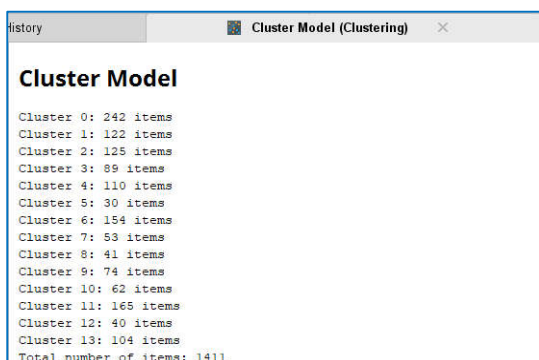 History
Cluster Model (Clustering)
Cluster Model
Cluster 0: 242 items
Cluster 1: 122 items
Cluster 2: 125 items
Cluster 3: 89 items
Cluster 4: 110 items
Cluster 5: 30 items
Cluster 6: 154 items
Cluster 7: 53 items
Cluster 8: 41 items
Cluster 9: 74 items
Cluster 10: 62 items
Cluster 11: 165 items
Cluster 12: 40 items
Cluster 13: 104 items
Total number of items: 1411